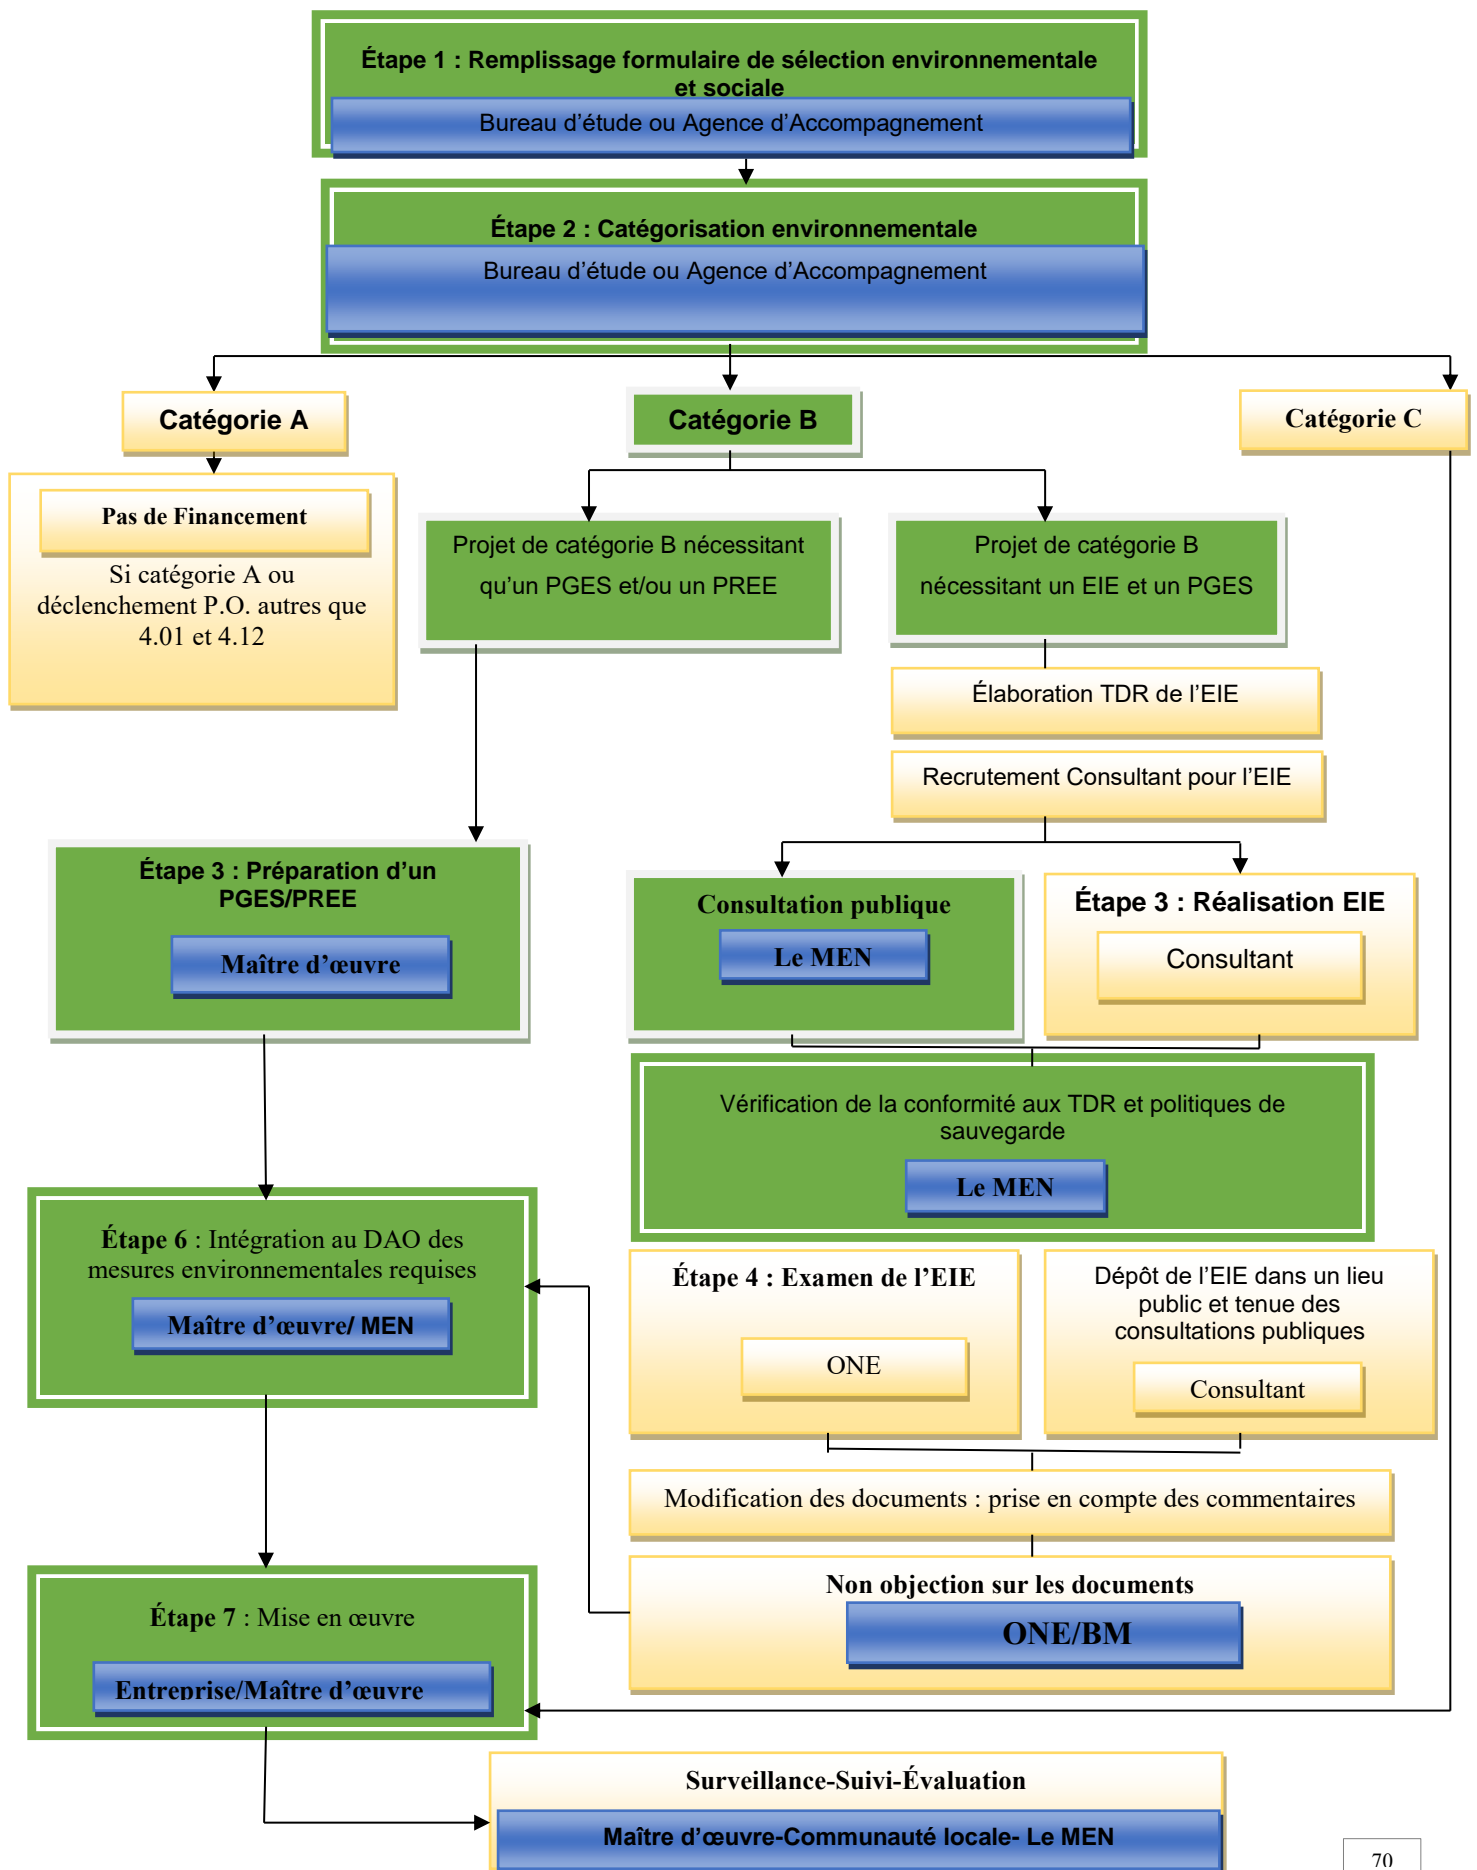 Étape 1 : Remplissage formulaire de sélection environnementale
et sociale
Bureau d’étude ou Agence d’Accompagnement
Étape 2 : Catégorisation environnementale
Bureau d’étude ou Agence d’Accompagnement
Catégorie A
Catégorie B
Catégorie C
Pas de Financement
Si catégorie A ou
déclenchement P.O. autres que
4.01 et 4.12
Projet de catégorie B nécessitant
qu’un PGES et/ou un PREE
Projet de catégorie B
nécessitant un EIE et un PGES
Élaboration TDR de l’EIE
Recrutement Consultant pour l’EIE
Étape 3 : Préparation d’un
PGES/PREE
Maître d’œuvre
Consultation publique
Le MEN
Étape 3 : Réalisation EIE
Consultant
Vérification de la conformité aux TDR et politiques de
sauvegarde
Le MEN
Étape 6 : Intégration au DAO des
mesures environnementales requises
Maître d’œuvre/ MEN
Étape 4 : Examen de l’EIE
ONE
Dépôt de l’EIE dans un lieu
public et tenue des
consultations publiques
Consultant
Modification des documents : prise en compte des commentaires
Non objection sur les documents
ONE/BM
Étape 7 : Mise en œuvre
Entreprise/Maître d’œuvre
Surveillance-Suivi-Évaluation
Maître d’œuvre-Communauté locale- Le MEN
70